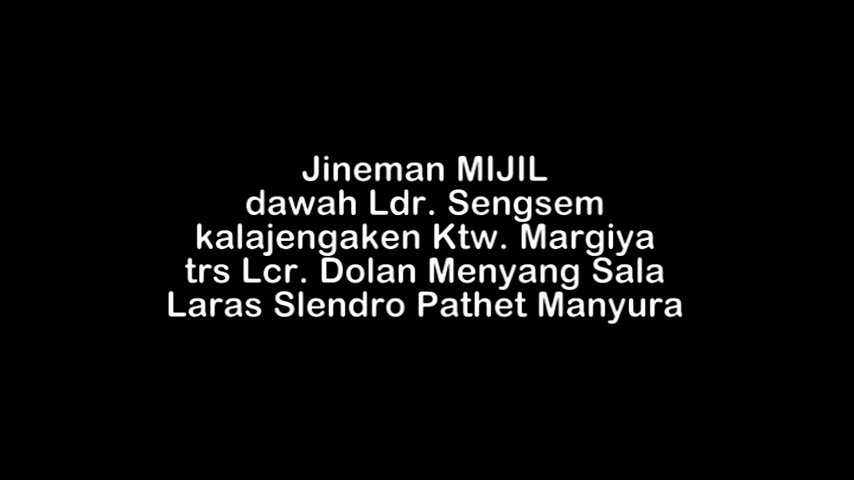 Jineman MIJIL
dawah Ldr. Sengsem
kalajengaken Ktw. Margiya
trs Lcr. Dolan Menyang Sala
Laras Slendro Pathet Manyura